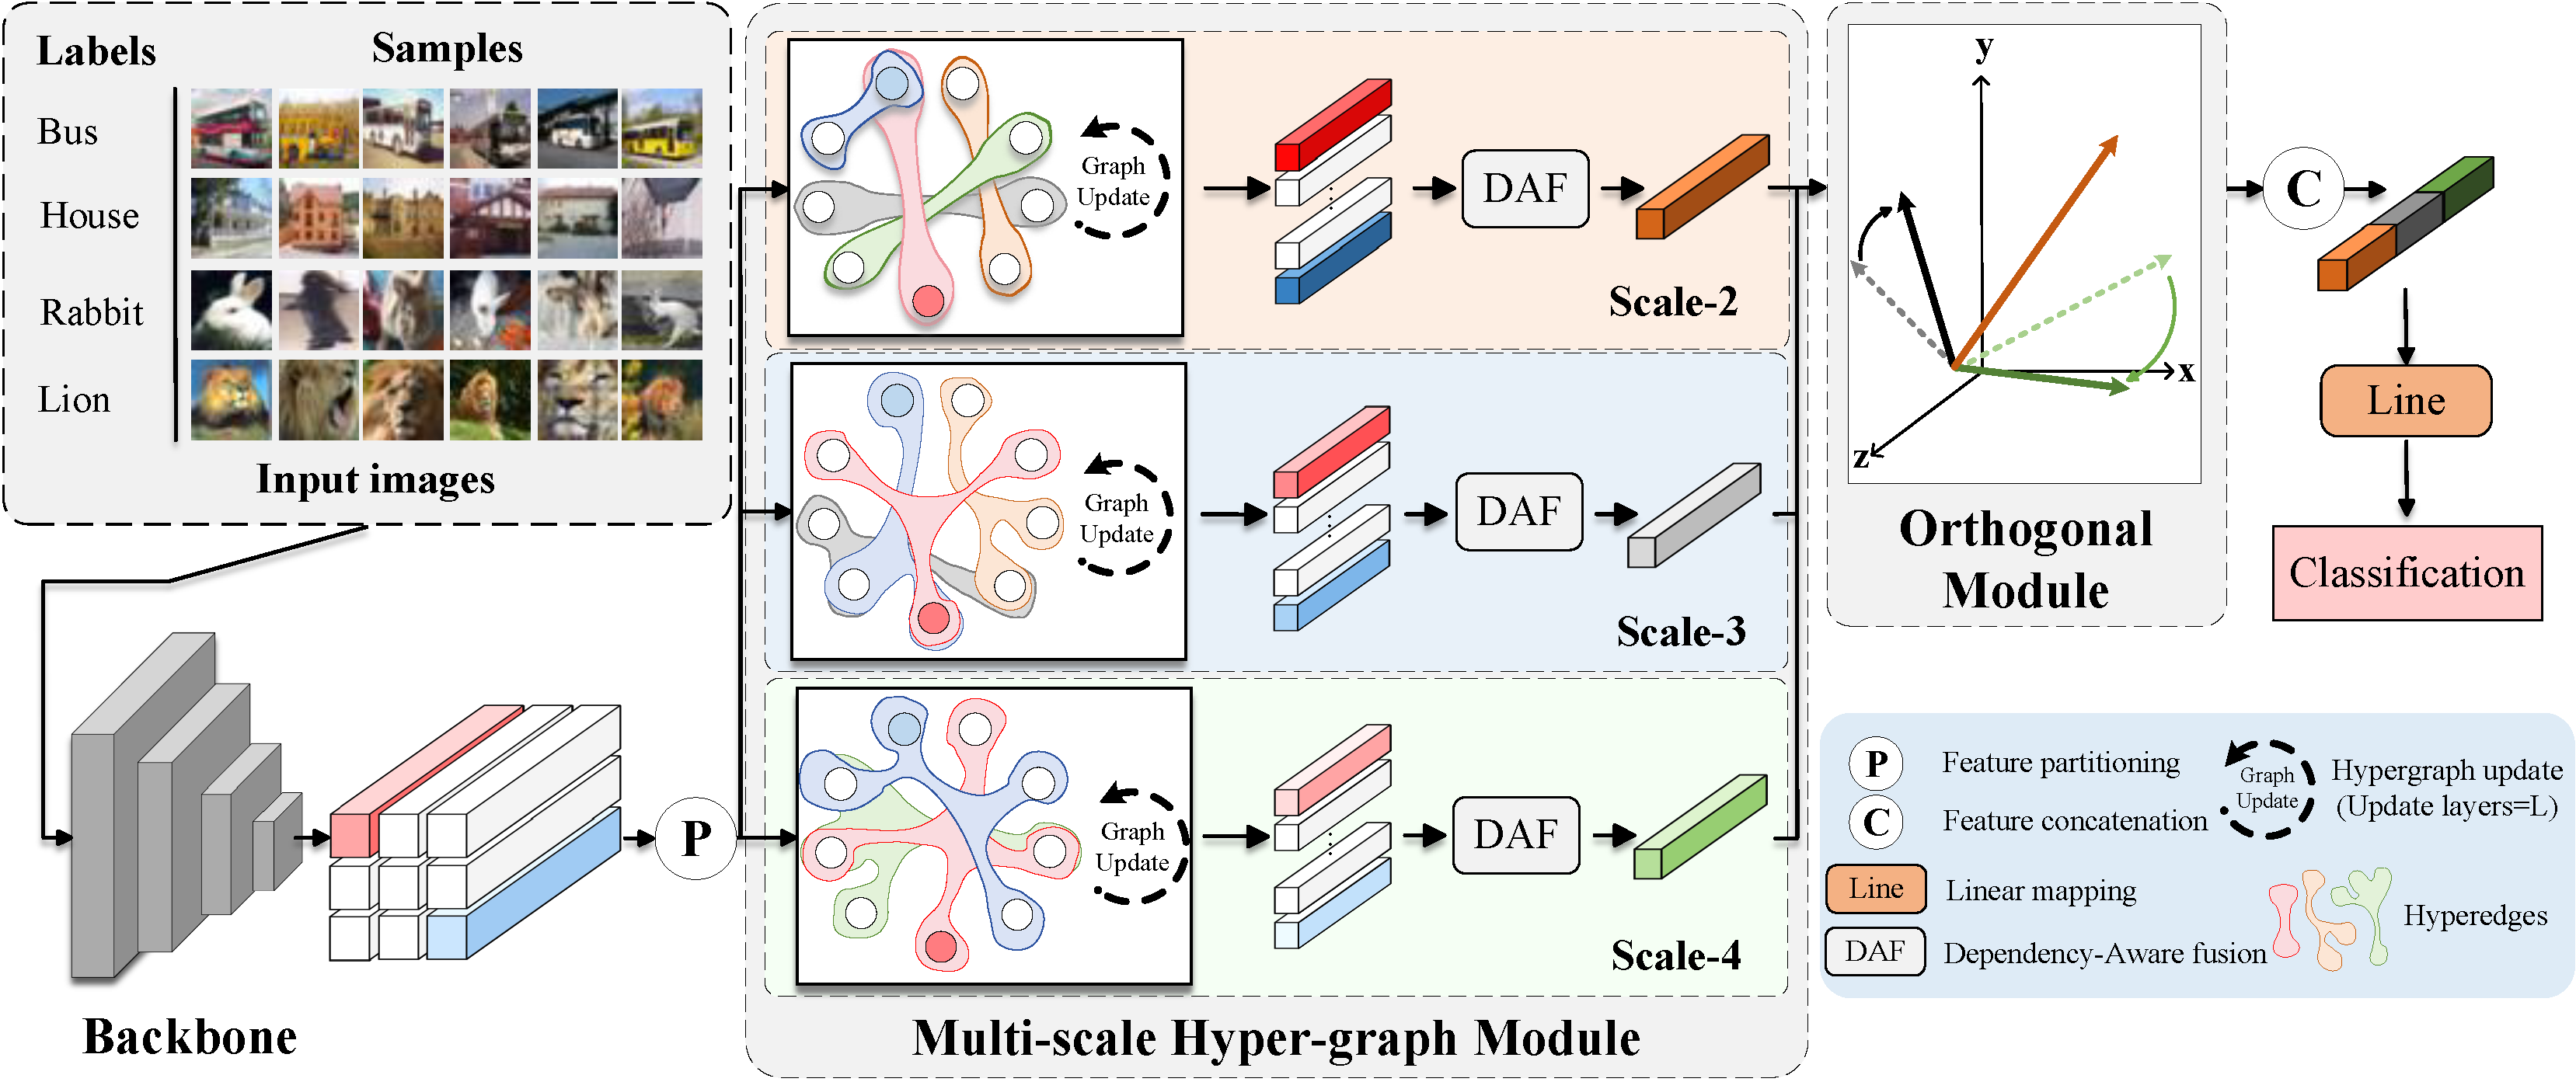 Labels
Samples
Bus
House
Rabbit
Lion
Input images
Backbone
P
Graph
Update
DAF
Scale-2
Graph
Update
DAF
Scale-3
Graph
Update
DAF
Scale-4
Multi-scale Hyper-graph Module
y
x
z
Orthogonal
Module
C
Line
Classification
P
Feature partitioning
C
Feature concatenation
Graph
Update
Hypergraph update
(Update layers=L)
Line
Linear mapping
DAF
Dependency-Aware fusion
Hyperedges